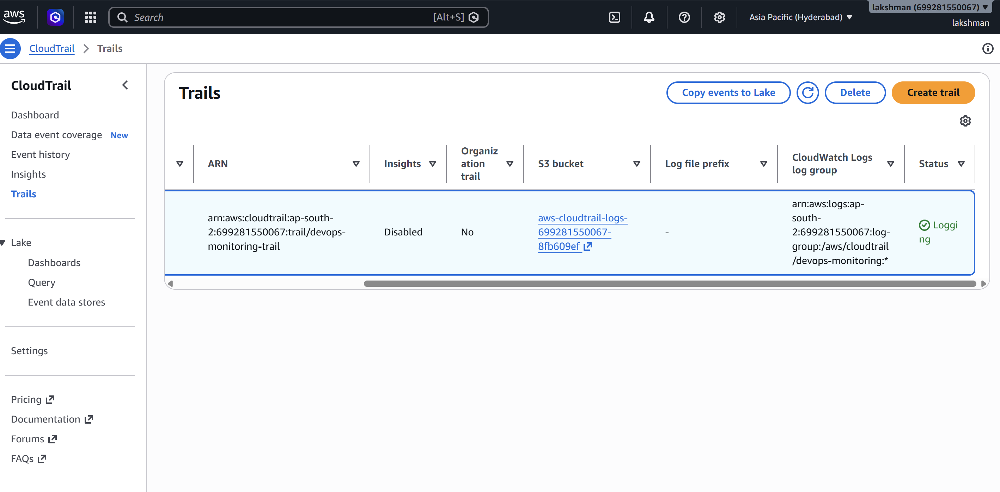 aws
Search
[Alt+S]
Asia Pacific (Hyderabad)
lakshman (699281550067)
lakshman
CloudTrail
Trails
CloudTrail
Dashboard
Data event coverage New
Event history
Insights
Trails
Lake
Dashboards
Query
Event data stores
Settings
Pricing
Documentation
Forums
FAQs
Trails
Copy events to Lake
Delete
Create trail
ARN
Insights
Organiz
ation
trail
S3 bucket
Log file prefix
CloudWatch Logs
log group
Status
arn:aws:cloudtrail:ap-south-
2:699281550067:trail/devops-
monitoring-trail
Disabled
No
aws-cloudtrail-logs-
699281550067-
8fb609ef
-
arn:aws:logs:ap-
south-
2:699281550067:log-
group:/aws/cloudtrail
/devops-monitoring:*
Loggi
ng